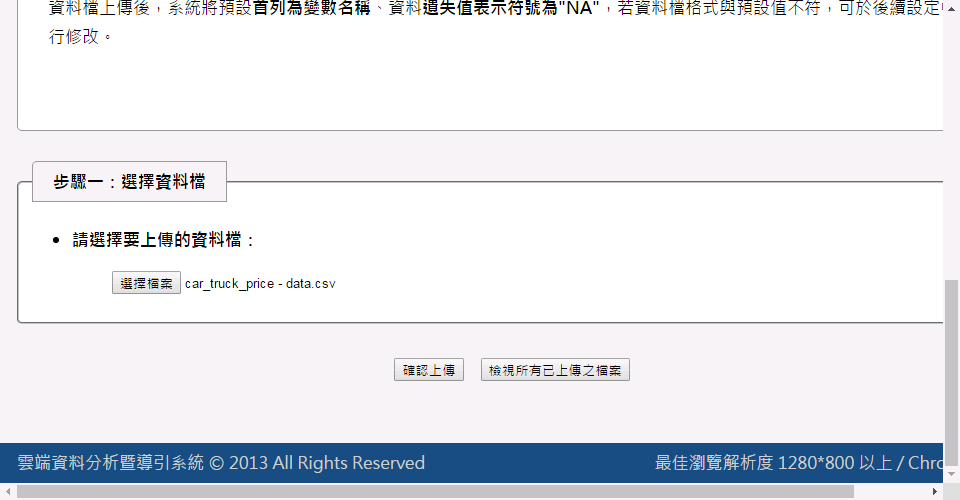 資料檔上傳後，系統將預設首列為變數名稱、資料遺失值表示符號為"NA"，若資料檔格式與預設值不符，可於後續設定
行修改。
步驟一：選擇資料檔
• 請選擇要上傳的資料檔：
選擇檔案 car_truck_price - data.csv
確認上傳 檢視所有已上傳之檔案
雲端資料分析暨導引系統 © 2013 All Rights Reserved 最佳瀏覽解析度 1280*800 以上 / Chro